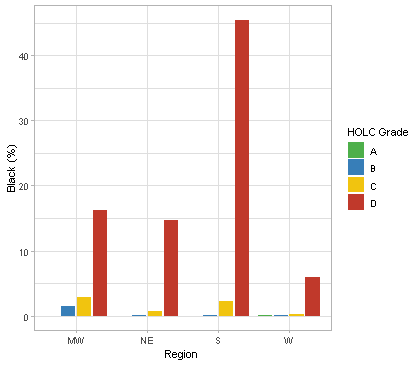 Black (%)
40
30
20
10
0
MW NE S W
Region
HOLC Grade
A
B
C
D